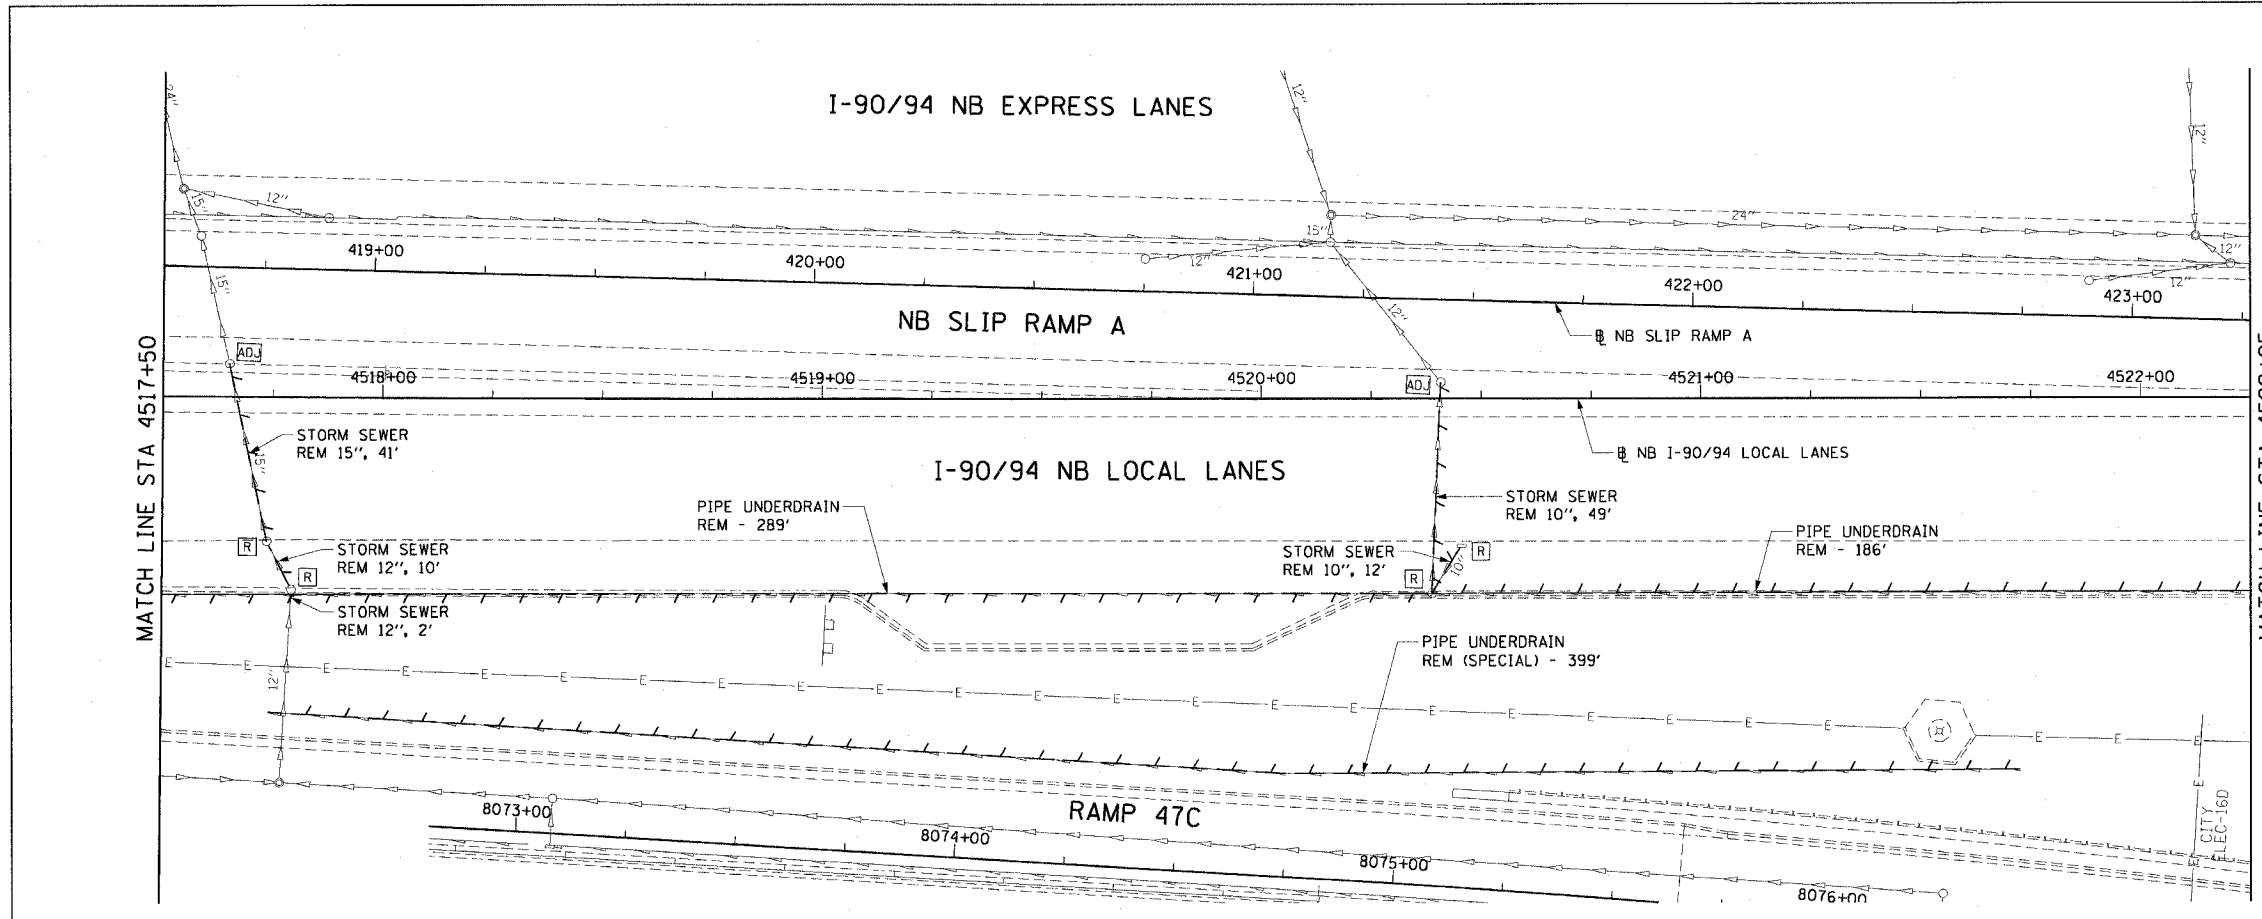 I-90/94 NB EXPRESS LANES
24"
12"
12"
15"
12"
24"
15"
12"
12"
12"
419+00
420+00
421+00
422+00
423+00
15"
12"
NB SLIP RAMP A
℄ NB SLIP RAMP A
MATCH LINE STA 4517+50
ADJ
ADJ
4518+00
4519+00
4520+00
4521+00
4522+00
STORM SEWER
REM 15", 41'
15"
I-90/94 NB LOCAL LANES
℄ NB I-90/94 LOCAL LANES
PIPE UNDERDRAIN
REM - 289'
STORM SEWER
REM 10", 49'
PIPE UNDERDRAIN
REM - 186'
R
STORM SEWER
REM 12", 10'
STORM SEWER
REM 10", 12'
10"
R
R
R
STORM SEWER
REM 12", 2'
PIPE UNDERDRAIN
REM (SPECIAL) - 399'
E E E E E E E E E E E E E E E E E E E E E E E E E
12"
E
E
CITY
ELEC-16D
RAMP 47C
8073+00
8074+00
8075+00
8076+00